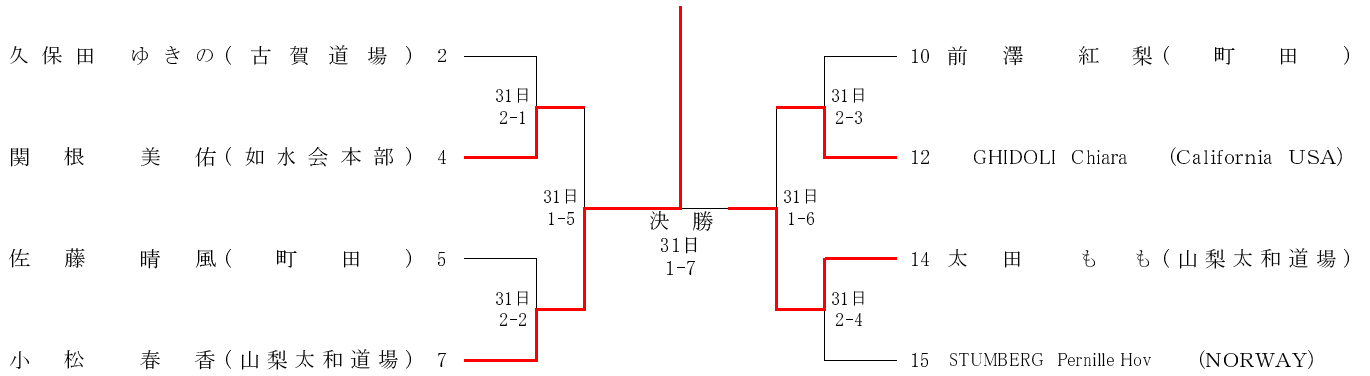 久保田 ゆきの(古賀道場) 2
10 前澤 紅梨(町田)
31日
2-1
31日
2-3
関根 美佑(如水会本部) 4
12 GHIDOLI Chiara (California USA)
31日
1-5
31日
1-6
決勝
31日
1-7
佐藤 晴風(町田) 5
14 太田 もも(山梨太和道場)
31日
2-2
31日
2-4
小松 春香(山梨太和道場) 7
15 STUMBERG Pernille Hov (NORWAY)